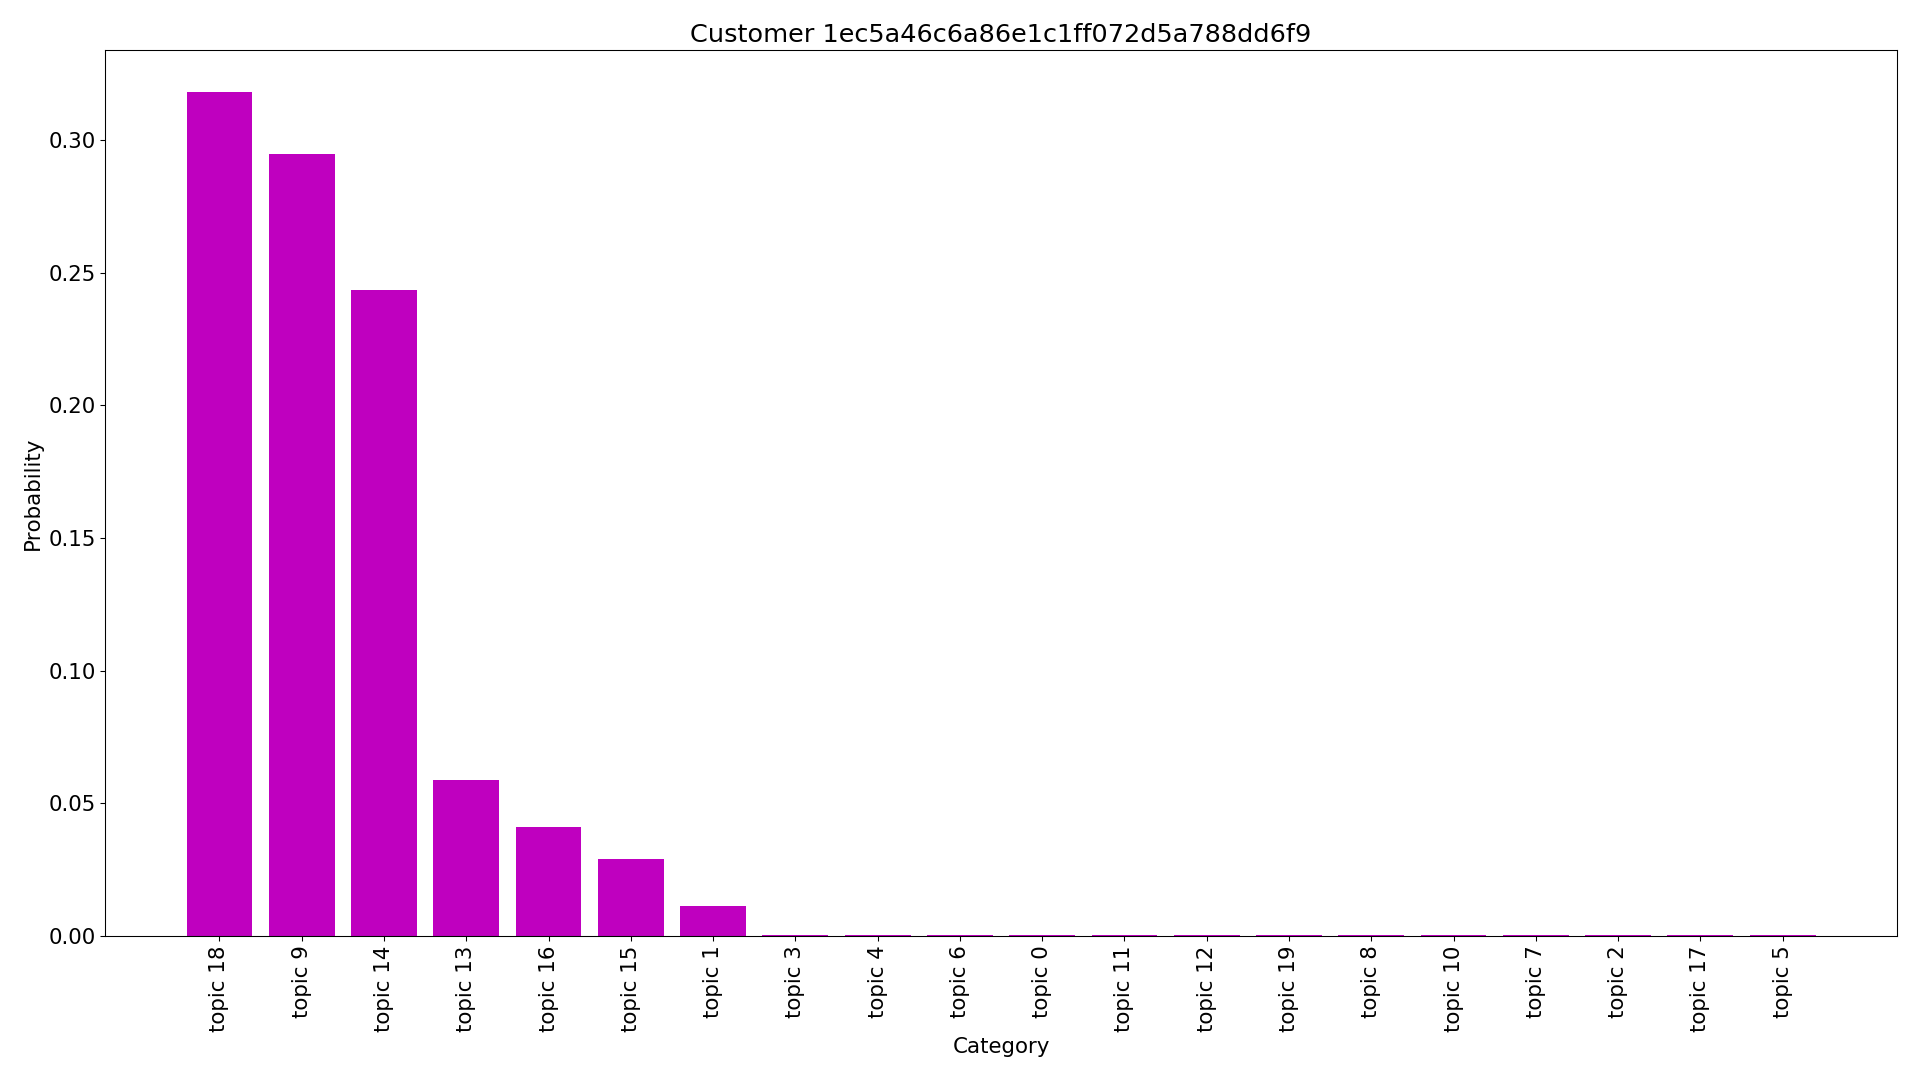 Customer 1ec5a46c6a86e1c1ff072d5a788dd6f9
Probability
0.30
0.25
0.20
0.15
0.10
0.05
0.00
topic 18
topic 9
topic 14
topic 13
topic 16
topic 15
topic 1
topic 3
topic 4
topic 6
topic 0
topic 11
topic 12
topic 19
topic 8
topic 10
topic 7
topic 2
topic 17
topic 5
Category